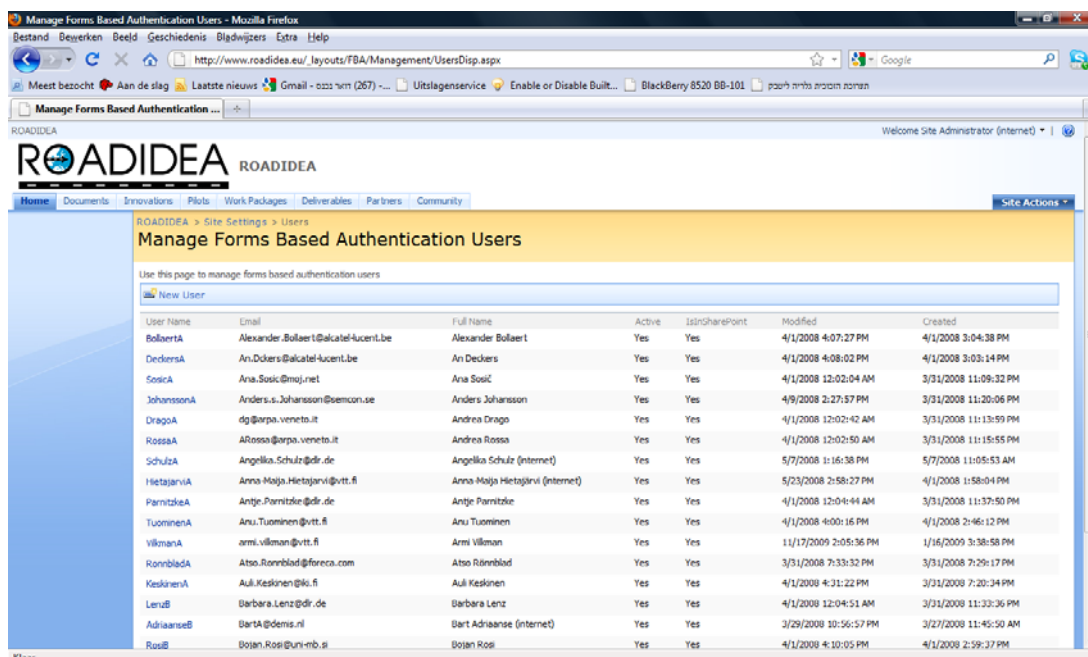 Manage Forms Based Authentication Users - Mozilla Firefox
Bestand Bewerken Beeld Geschiedenis Bladwijzers Extra Help
http://www.roadidea.eu/_layouts/FBA/Management/UsersDisp.aspx Google
Meest bezocht Aan de slag Laatste nieuws Gmail - דואר נכנס (267) -... Uitslagenservice Enable or Disable Built... BlackBerry 8520 BB-101 תערוכת הזכוכית גלריה ליטבק
Manage Forms Based Authentication ...
ROADIDEA Welcome Site Administrator (internet)
ROADIDEA ROADIDEA
Home Documents Innovations Pilots Work Packages Deliverables Partners Community Site Actions
ROADIDEA > Site Settings > Users
Manage Forms Based Authentication Users
Use this page to manage forms based authentication users
New User
User Name Email Full Name Active IsInSharePoint Modified Created
BollaertA Alexander.Bollaert@alcatel-lucent.be Alexander Bollaert Yes Yes 4/1/2008 4:07:27 PM 4/1/2008 3:04:38 PM
DeckersA An.Dckers@alcatel-lucent.be An Deckers Yes Yes 4/1/2008 4:08:02 PM 4/1/2008 3:03:14 PM
SosicA Ana.Sosic@moj.net Ana Sosič Yes Yes 4/1/2008 12:02:04 AM 3/31/2008 11:09:32 PM
JohanssonA Anders.s.Johansson@semcon.se Anders Johansson Yes Yes 4/9/2008 2:27:57 PM 3/31/2008 11:20:06 PM
DragoA dg@arpa.veneto.it Andrea Drago Yes Yes 4/1/2008 12:02:42 AM 3/31/2008 11:13:59 PM
RossaA ARossa@arpa.veneto.it Andrea Rossa Yes Yes 4/1/2008 12:02:50 AM 3/31/2008 11:15:55 PM
SchulzA Angelika.Schulz@dlr.de Angelika Schulz (internet) Yes Yes 5/7/2008 1:16:38 PM 5/7/2008 11:05:53 AM
HietajarviA Anna-Maija.Hietajarvi@vtt.fi Anna-Maija Hietajärvi (internet) Yes Yes 5/23/2008 2:58:27 PM 4/1/2008 1:58:04 PM
ParnitzkeA Antje.Parnitzke@dlr.de Antje Parnitzke Yes Yes 4/1/2008 12:04:44 AM 3/31/2008 11:37:50 PM
TuominenA Anu.Tuominen@vtt.fi Anu Tuominen Yes Yes 4/1/2008 4:00:16 PM 4/1/2008 2:46:12 PM
VilkmanA armi.vilkman@vtt.fi Armi Vilkman Yes Yes 11/17/2009 2:05:36 PM 1/16/2009 3:38:58 PM
RonnbladA Atso.Ronnblad@foreca.com Atso Rönnblad Yes Yes 3/31/2008 7:33:32 PM 3/31/2008 7:29:17 PM
KeskinenA Auli.Keskinen@iki.fi Auli Keskinen Yes Yes 4/1/2008 4:31:22 PM 3/31/2008 7:20:34 PM
LenzB Barbara.Lenz@dlr.de Barbara Lenz Yes Yes 4/1/2008 12:04:51 AM 3/31/2008 11:33:36 PM
AdriaanseB BartA@demis.nl Bart Adriaanse (internet) Yes Yes 3/29/2008 10:56:57 PM 3/27/2008 11:45:50 AM
RosiB Bojan.Rosi@uni-mb.si Bojan Rosi Yes Yes 4/1/2008 4:10:05 PM 4/1/2008 2:59:37 PM